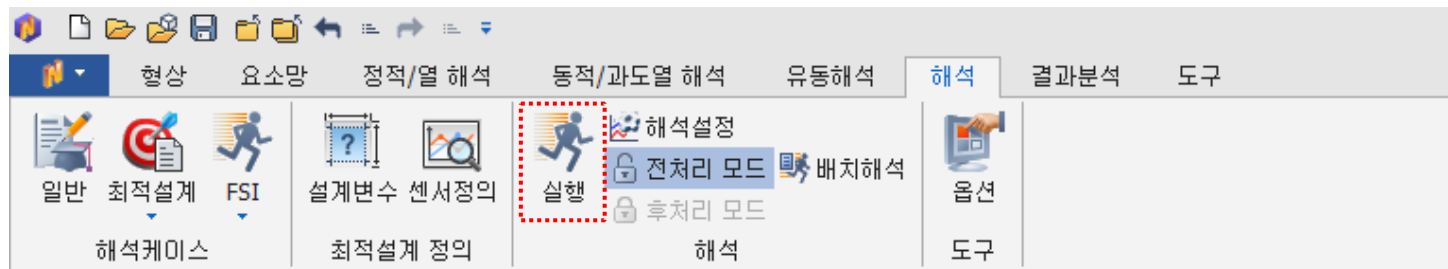 형상 요소망 정적/열 해석 동적/과도열 해석 유동해석 해석 결과분석 도구
일반 최적설계 FSI
해석케이스
설계변수 센서정의
최적설계 정의
실행
해석설정
전처리 모드
후처리 모드
배치해석
해석
옵션
도구